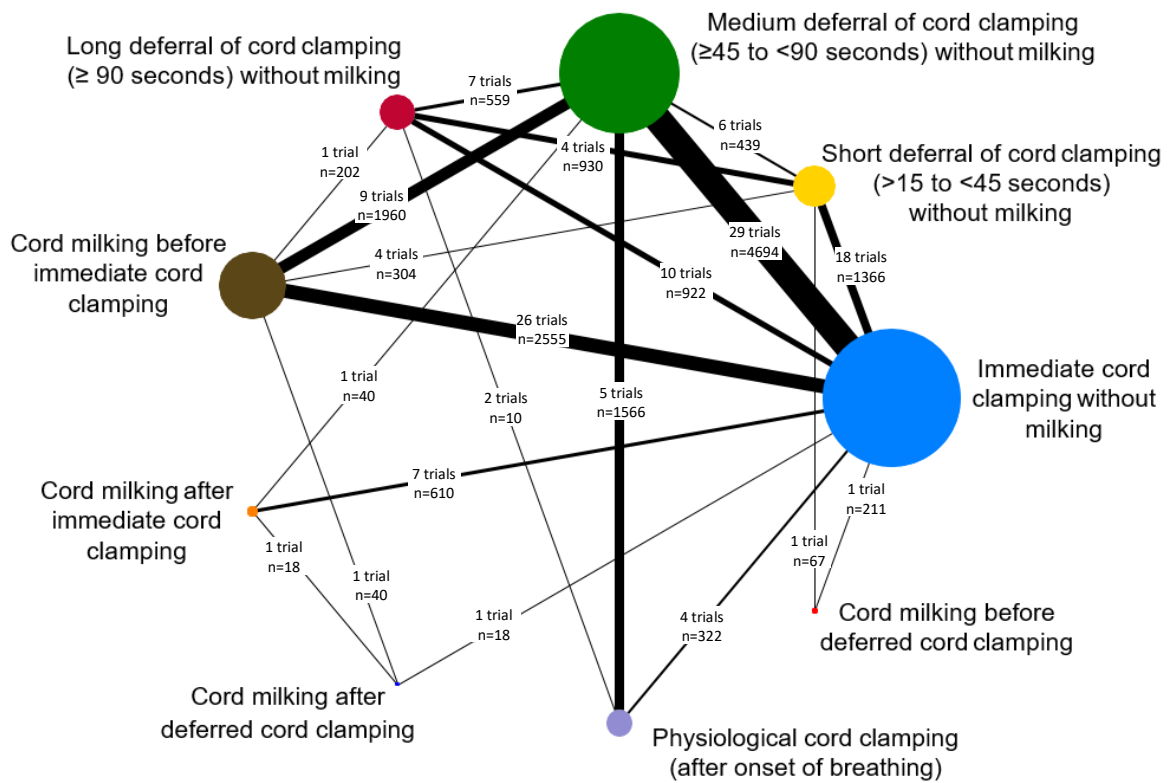 Medium deferral of cord clamping
(≥45 to <90 seconds) without milking
Long deferral of cord clamping
(≥ 90 seconds) without milking
7 trials
n=559
6 trials
n=439
4 trials
n=930
Short deferral of cord clamping
(>15 to <45 seconds)
without milking
1 trial
n=202
9 trials
n=1960
29 trials
n=4694
18 trials
n=1366
Cord milking before
immediate cord
clamping
4 trials
n=304
10 trials
n=922
26 trials
n=2555
Immediate cord
clamping without
milking
1 trial
n=40
2 trials
n=10
5 trials
n=1566
7 trials
n=610
Cord milking after
immediate cord
clamping
1 trial
n=211
1 trial
n=18
1 trial
n=67
1 trial
n=40
1 trial
n=18
4 trials
n=322
Cord milking before
deferred cord clamping
Cord milking after
deferred cord clamping
Physiological cord clamping
(after onset of breathing)